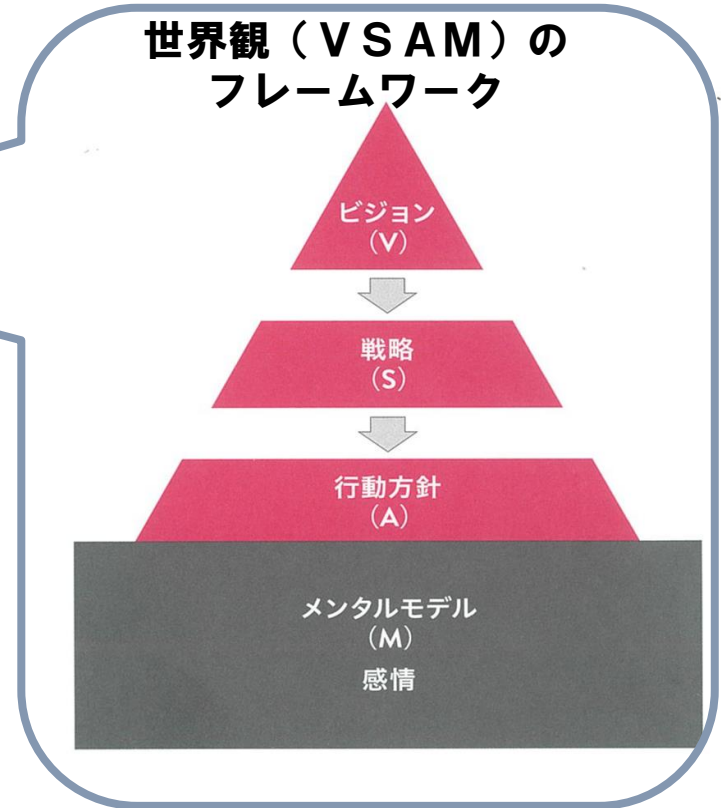 世界観（ＶＳＡＭ）の
フレームワーク
ビジョン
（V）
戦略
（S）
行動方針
（A）
メンタルモデル
（M）
感情